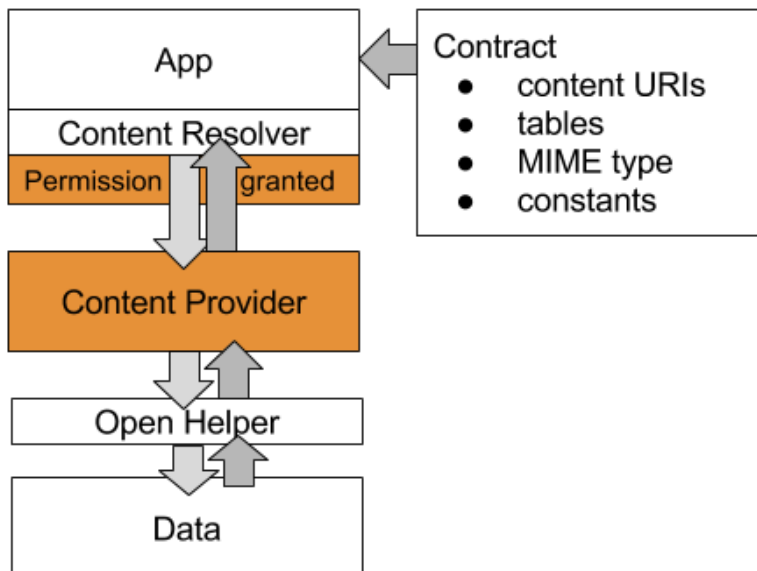 App
Content Resolver
Permission granted
Content Provider
Open Helper
Data
Contract
● content URIs
● tables
● MIME type
● constants